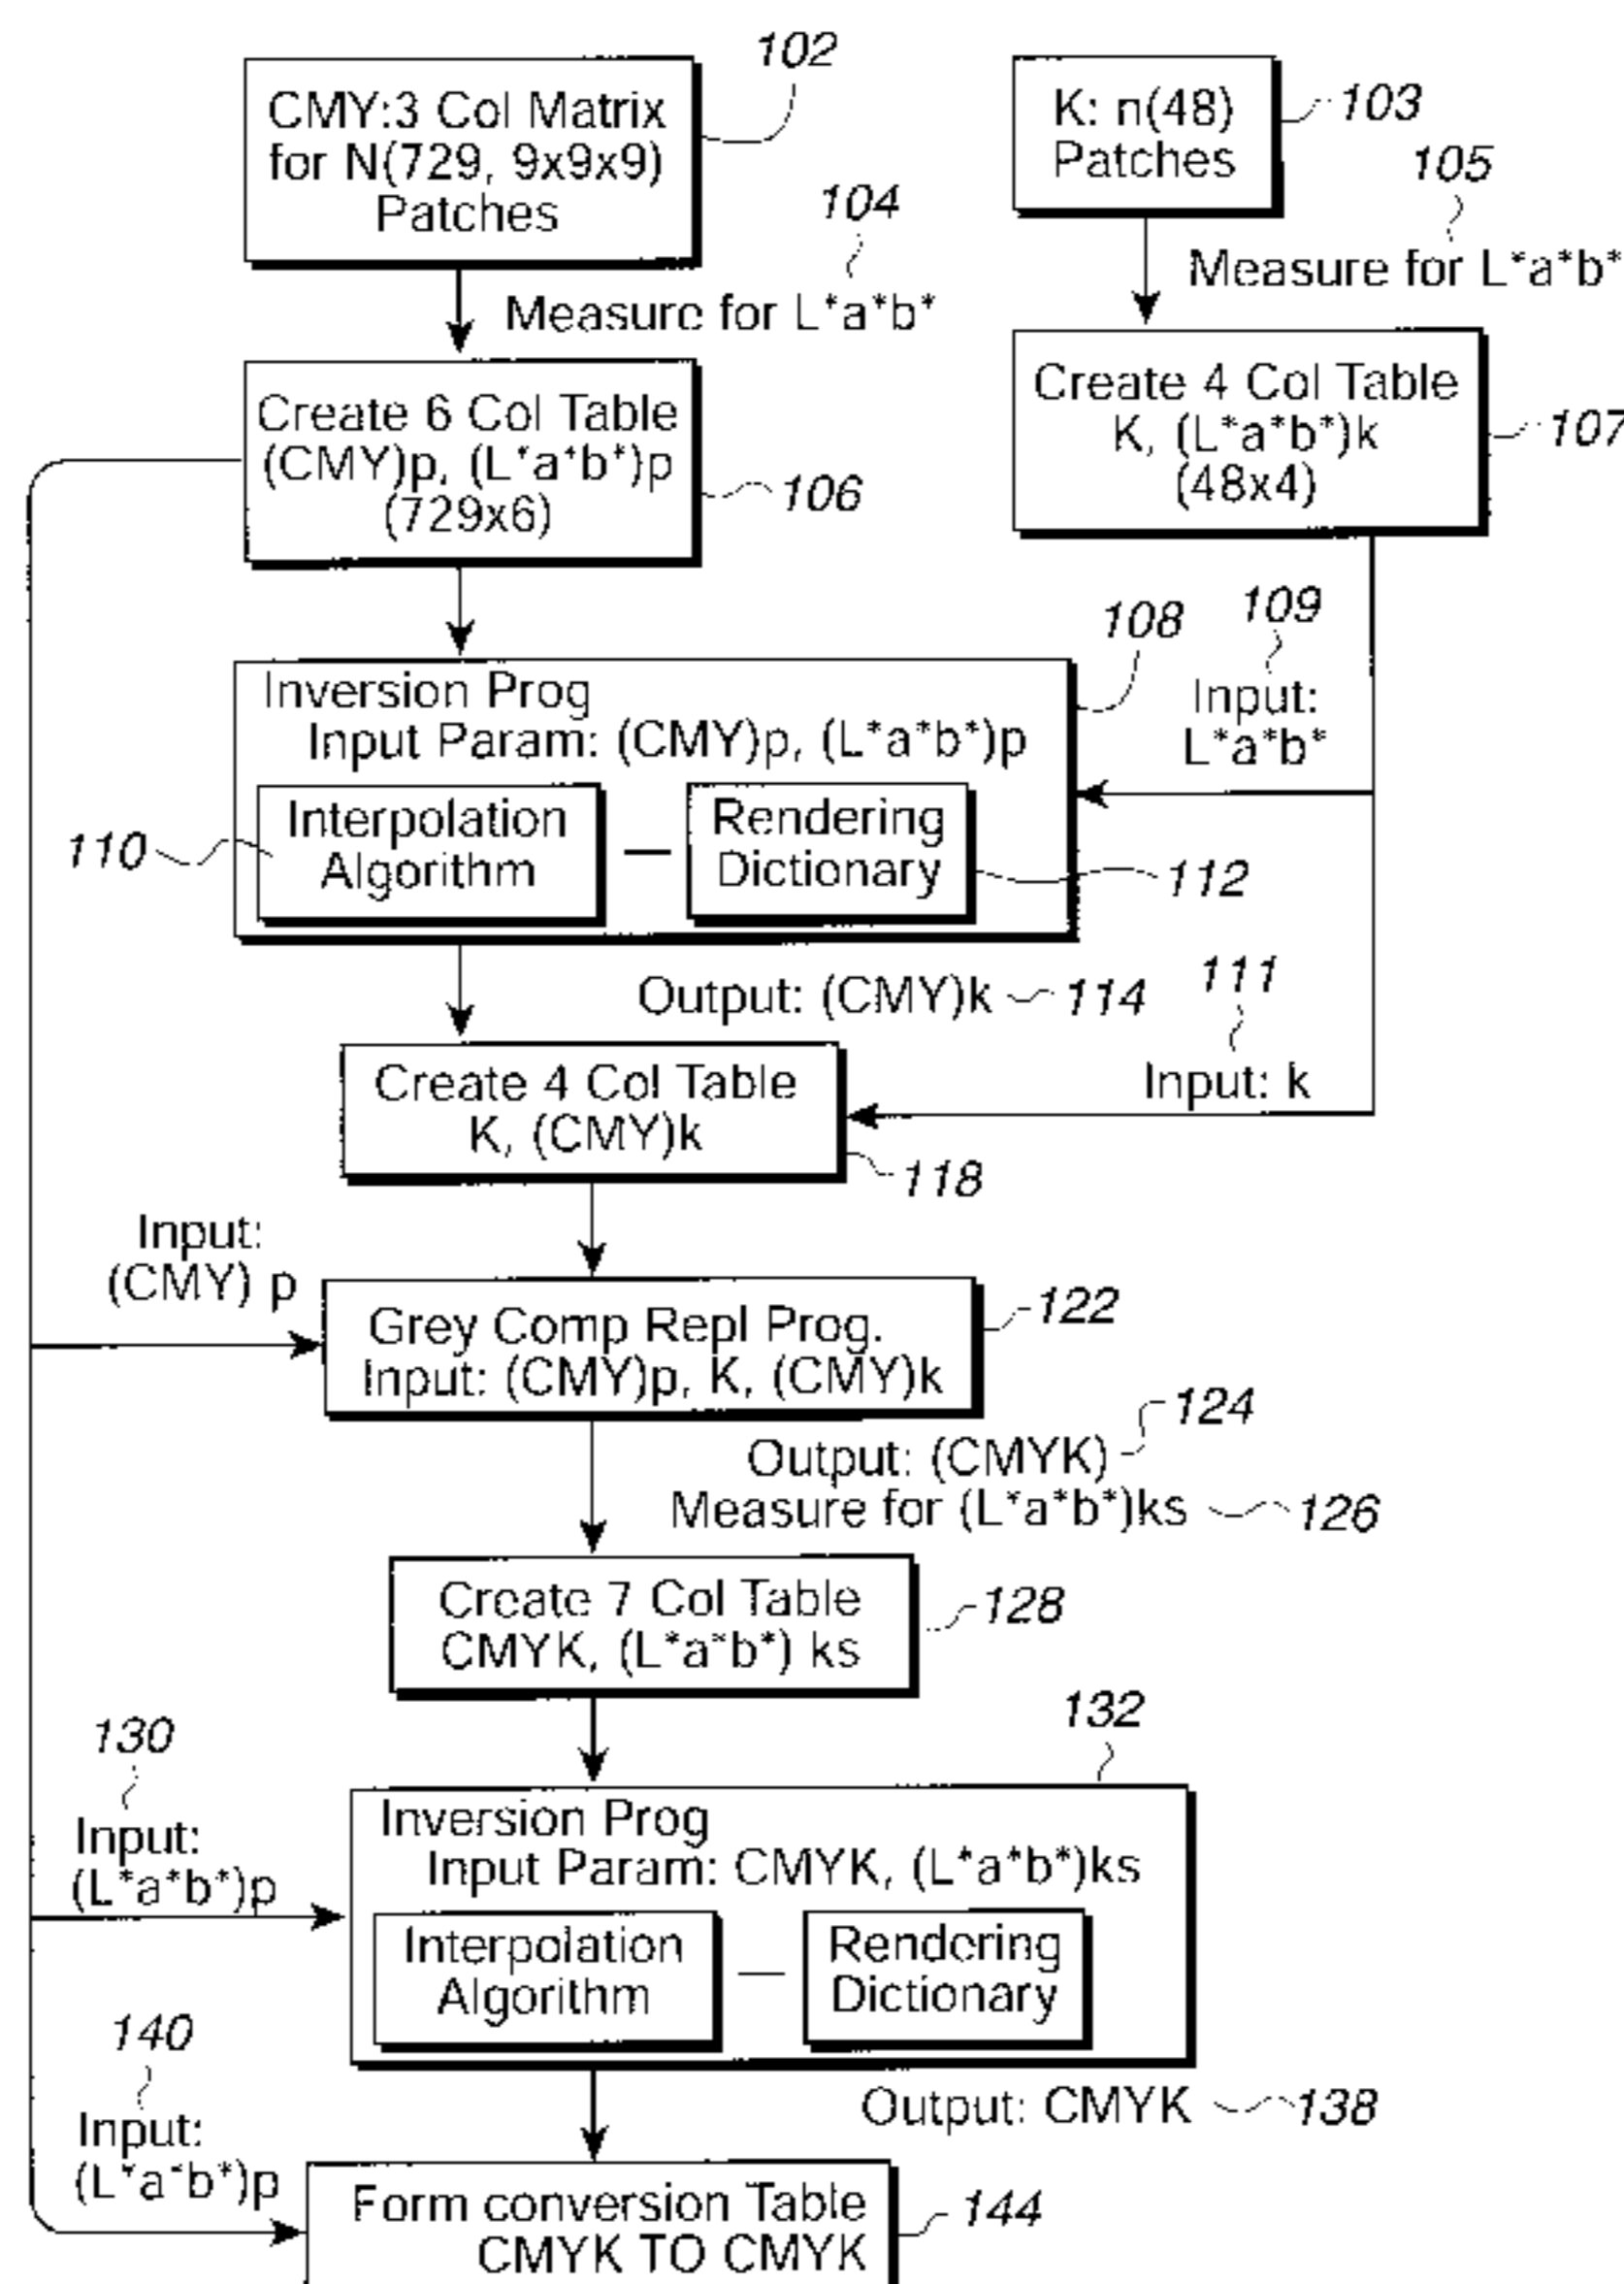 102
CMY:3 Col Matrix
for N(729, 9x9x9)
Patches
K: n(48)
Patches
103
105
104
Measure for L*a*b*
Measure for L*a*b*
Create 6 Col Table
(CMY)p, (L*a*b*)p
(729x6)
106
Create 4 Col Table
K, (L*a*b*)k
(48x4)
107
108
109
Input:
L*a*b*
Inversion Prog
Input Param: (CMY)p, (L*a*b*)p
110
Interpolation
Algorithm
Rendering
Dictionary
112
Output: (CMY)k
114
111
Input: k
Create 4 Col Table
K, (CMY)k
118
Input:
(CMY) p
Grey Comp Repl Prog.
Input: (CMY)p, K, (CMY)k
122
Output: (CMYK)
124
Measure for (L*a*b*)ks
126
Create 7 Col Table
CMYK, (L*a*b*) ks
128
130
Input:
(L*a*b*)p
132
Inversion Prog
Input Param: CMYK, (L*a*b*)ks
Interpolation
Algorithm
Rendering
Dictionary
Output: CMYK
138
140
Input:
(L*a*b*)p
Form conversion Table
CMYK TO CMYK
144